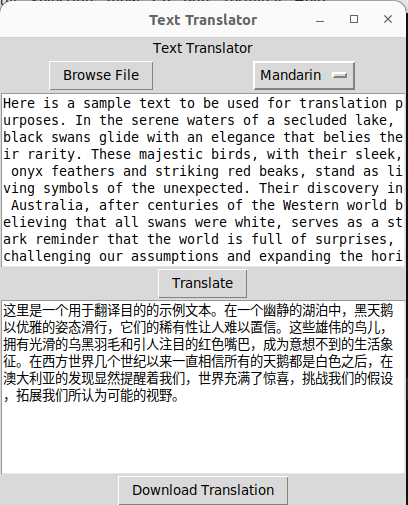 Text Translator
Text Translator
Browse File
Mandarin
Here is a sample text to be used for translation p
urposes. In the serene waters of a secluded lake,
black swans glide with an elegance that belies the
ir rarity. These majestic birds, with their sleek,
onyx feathers and striking red beaks, stand as li
ving symbols of the unexpected. Their discovery in
Australia, after centuries of the Western world b
elieving that all swans were white, serves as a st
ark reminder that the world is full of surprises,
challenging our assumptions and expanding the hori
Translate
这里是一个用于翻译目的的示例文本。在一个幽静的湖泊中，黑天鹅
以优雅的姿态滑行，它们的稀有性让人难以置信。这些雄伟的鸟儿，
拥有光滑的乌黑羽毛和引人注目的红色嘴巴，成为意想不到的生活象
征。在西方世界几个世纪以来一直相信所有的天鹅都是白色之后，在
澳大利亚的发现显然提醒着我们，世界充满了惊喜，挑战我们的假设
，拓展我们所认为可能的视野。
Download Translation